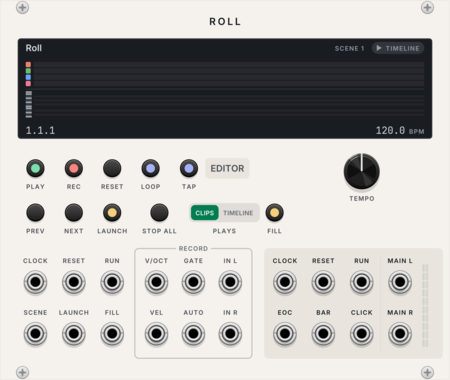 ROLL
Roll SCENE 1 TIMELINE
1.1.1 120.0 BPM
EDITOR
PLAY REC RESET LOOP TAP
TEMPO
CLIPS TIMELINE
PREV NEXT LAUNCH STOP ALL PLAYS FILL
RECORD
CLOCK RESET RUN V/OCT GATE IN L CLOCK RESET RUN MAIN L
SCENE LAUNCH FILL VEL AUTO IN R EOC BAR CLICK MAIN R